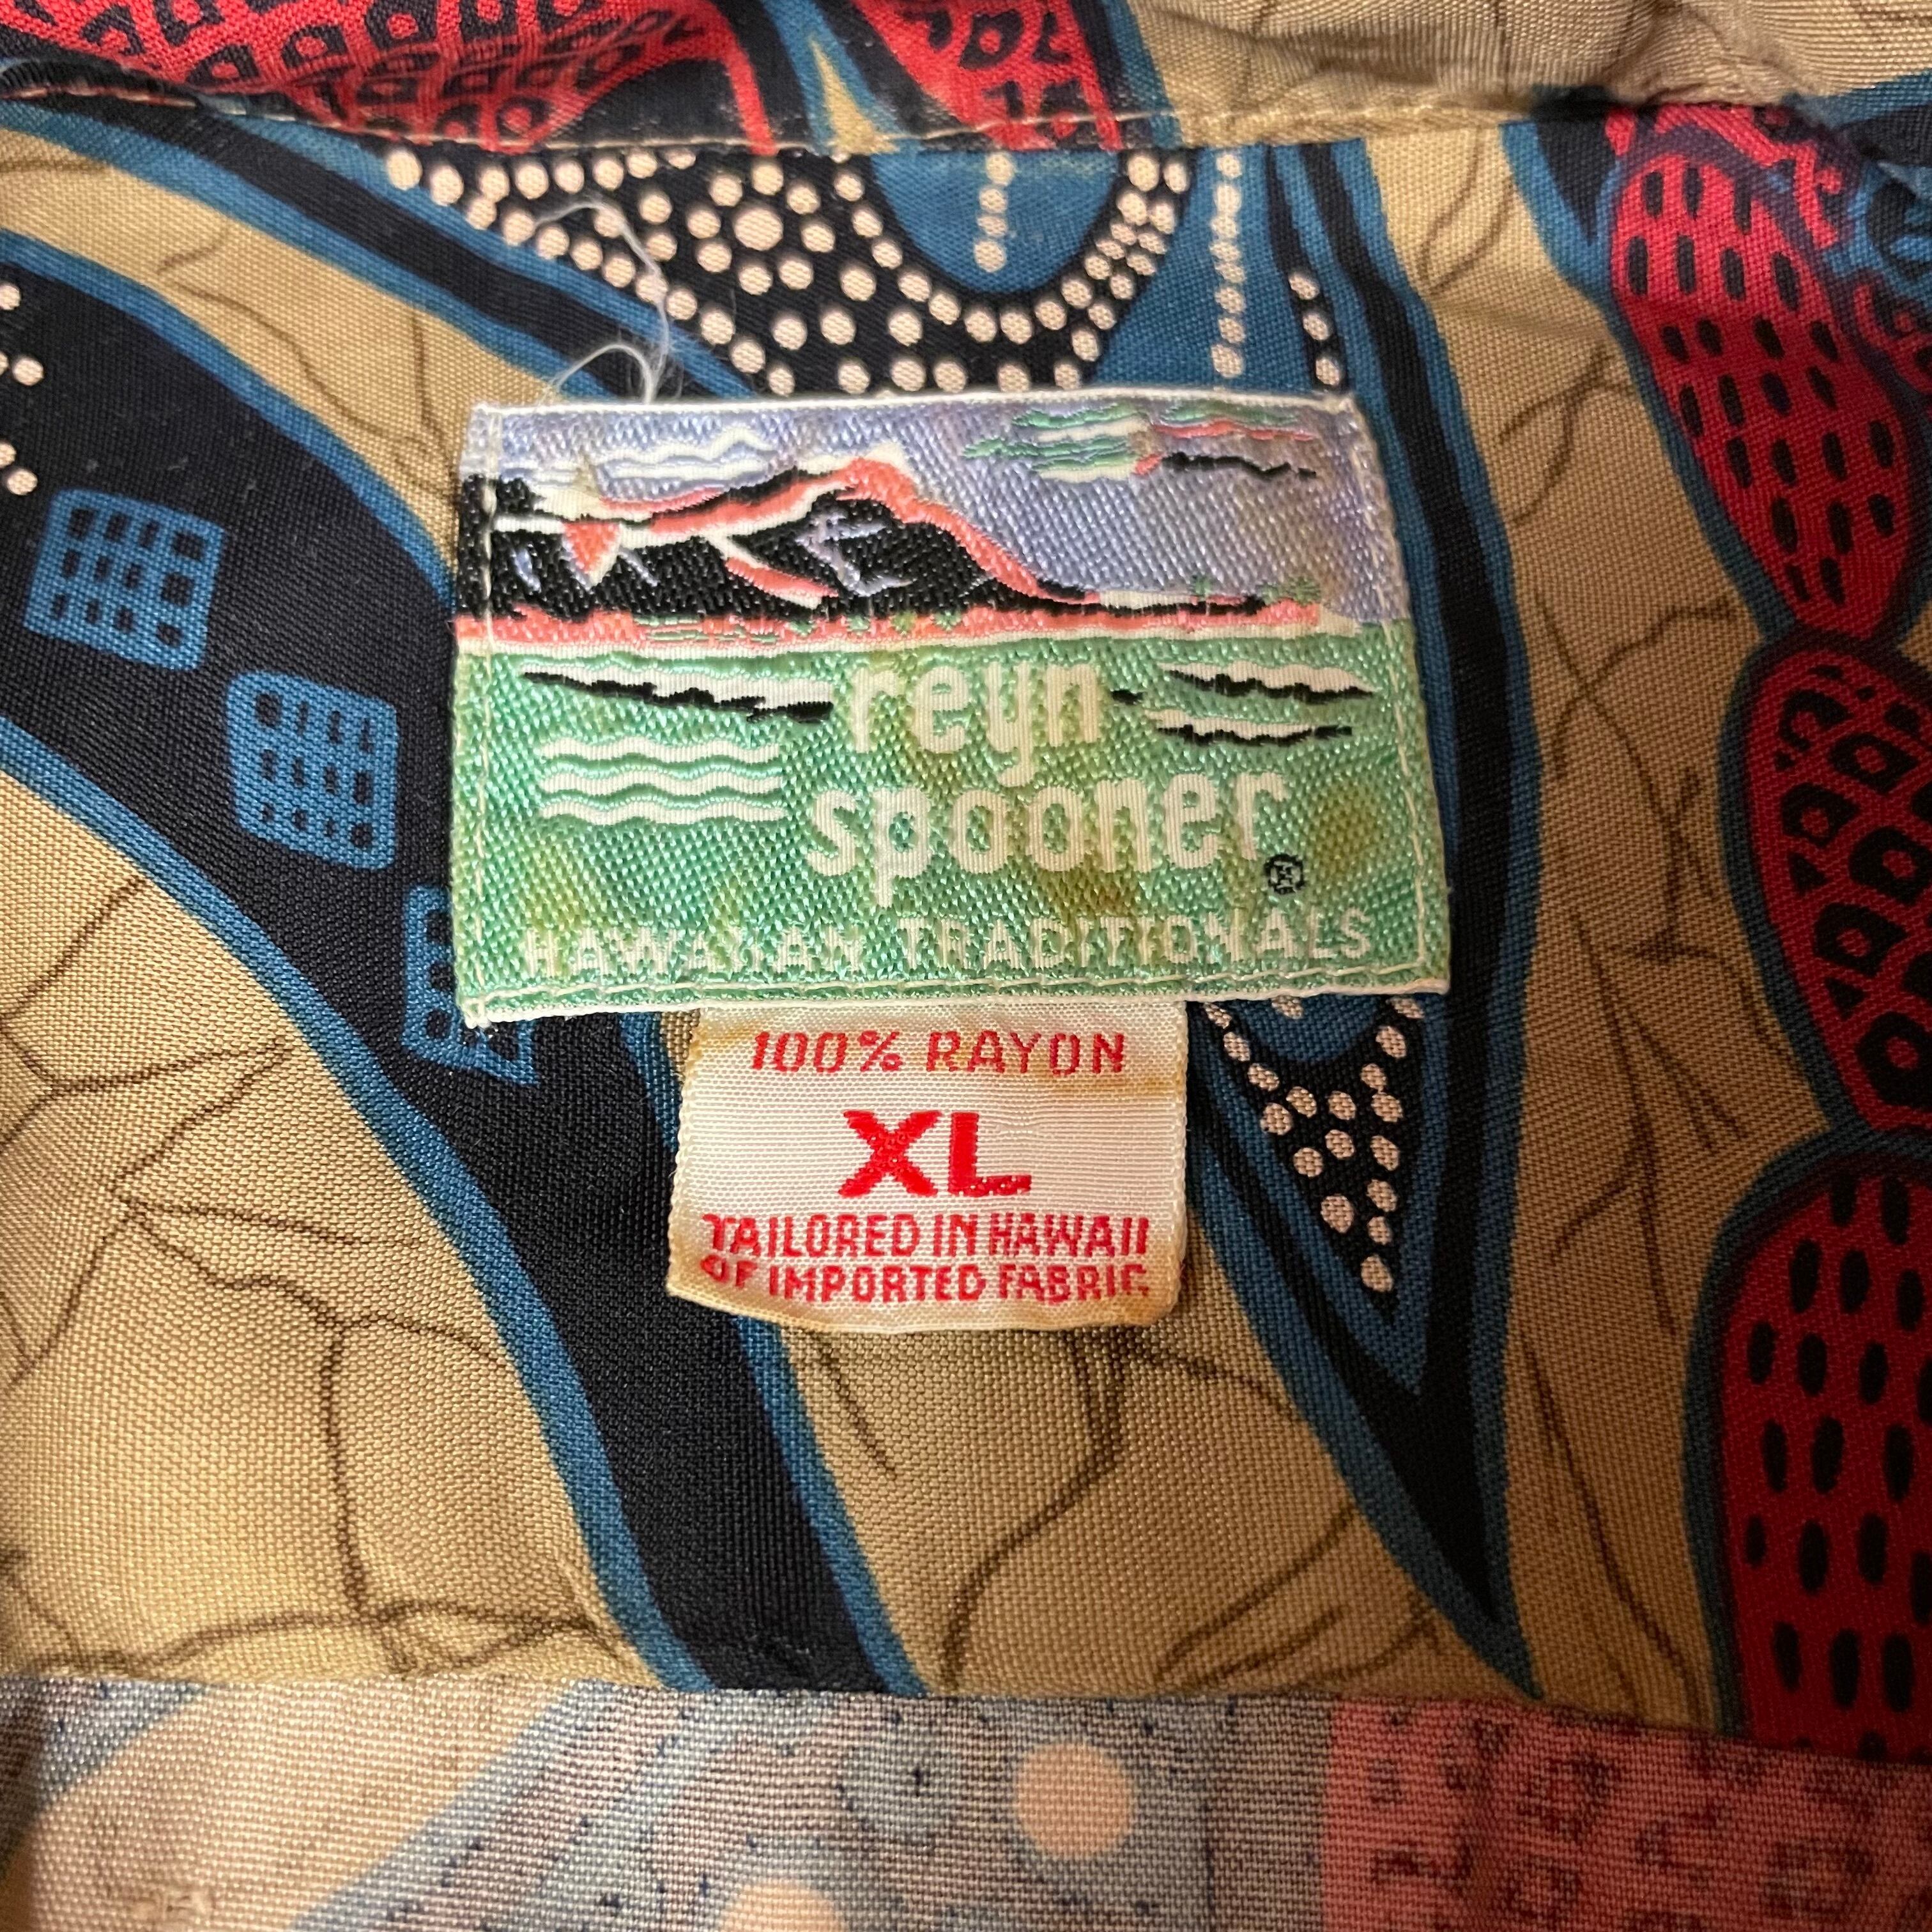 reyn
spooner®
HAWAIIAN TRADITIONALS
100% RAYON
XL
TAILORED IN HAWAII
OF IMPORTED FABRIC